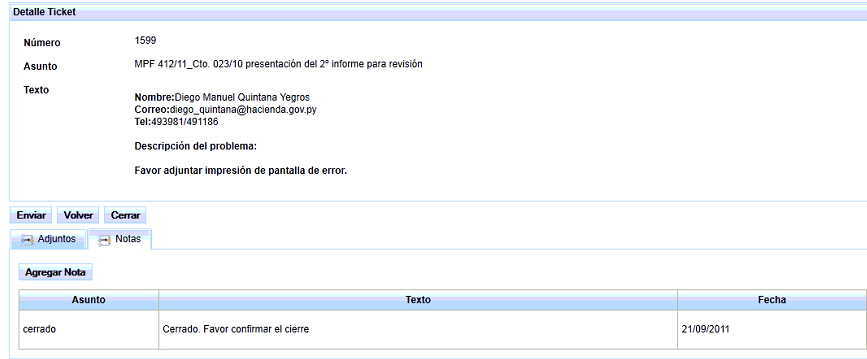 Detalle Ticket
Número 1599
Asunto MPF 412/11_Cto. 023/10 presentación del 2º informe para revisión
Texto
Nombre:Diego Manuel Quintana Yegros
Correo:diego_quintana@hacienda.gov.py
Tel:493981/491186
Descripción del problema:
Favor adjuntar impresión de pantalla de error.
Enviar Volver Cerrar
Adjuntos Notas
Agregar Nota
Asunto Texto Fecha
cerrado Cerrado. Favor confirmar el cierre 21/09/2011